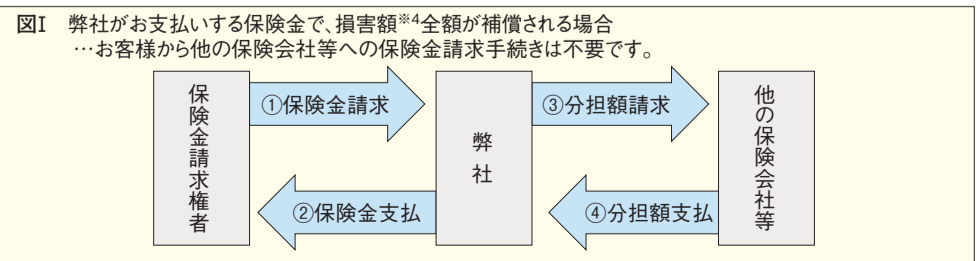 図I 弊社がお支払いする保険金で、損害額※4全額が補償される場合
…お客様から他の保険会社等への保険金請求手続きは不要です。
保険金請求権者
①保険金請求
弊社
③分担額請求
他の保険会社等
②保険金支払
④分担額支払